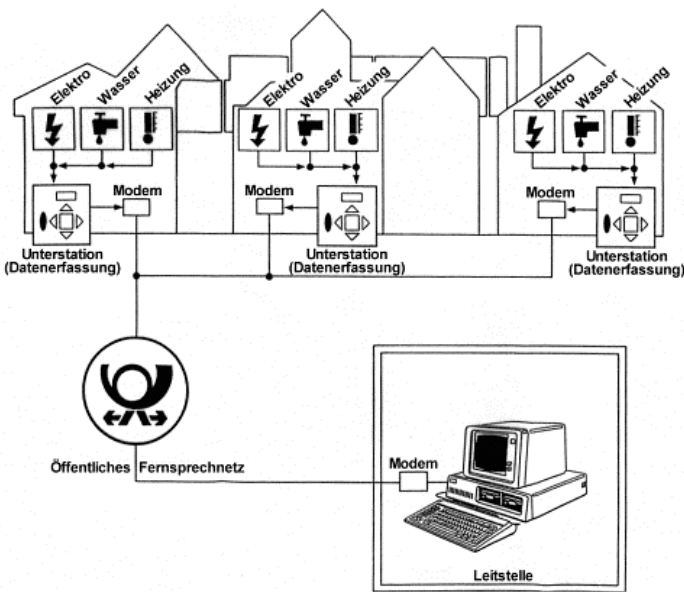 Elektro
Wasser
Heizung
Elektro
Wasser
Heizung
Elektro
Wasser
Heizung
Modem
Modem
Modem
Unterstation
(Datenerfassung)
Unterstation
(Datenerfassung)
Unterstation
(Datenerfassung)
Öffentliches Fernsprechnetz
Modem
Leitstelle